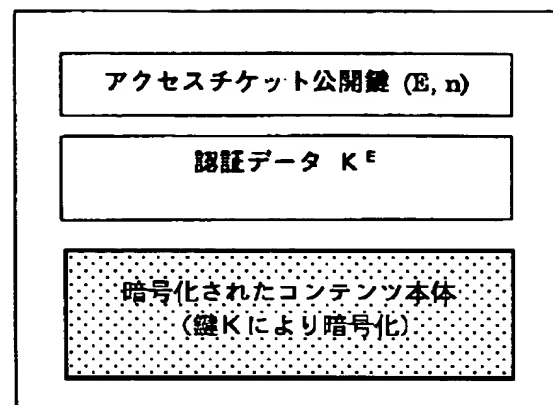 アクセスチケット公開鍵 (E, n)
認証データ K^E
暗号化されたコンテンツ本体
(鍵Kにより暗号化)